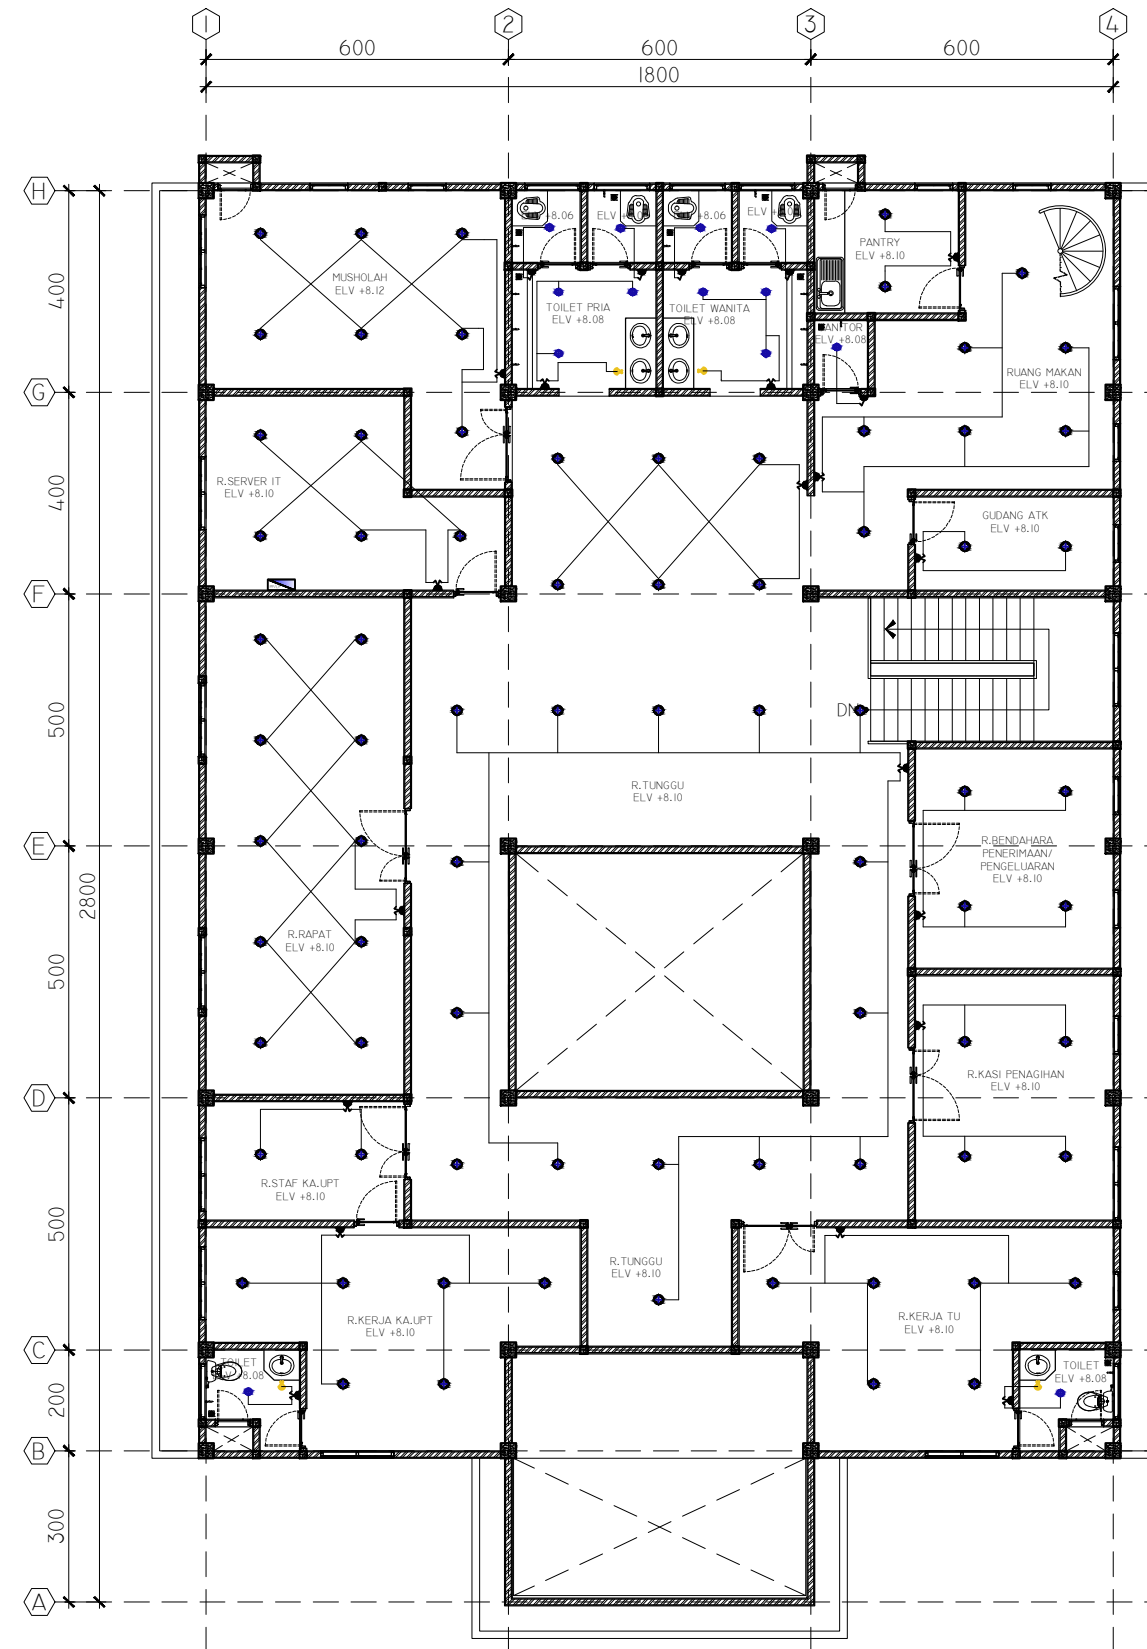 1
2
3
4
600
600
600
1800
H
+8.06
ELV
+8.06
ELV
PANTRY
ELV +8.10
MUSHOLAH
ELV +8.12
400
TOILET PRIA
ELV +8.08
TOILET WANITA
ELV +8.08
ELV +8.08
RUANG MAKAN
ELV +8.10
G
R.SERVER IT
ELV +8.10
400
GUDANG ATK
ELV +8.10
F
500
DN
R.TUNGGU
ELV +8.10
E
R.BENDAHARA
PENERIMAAN/
PENGELUARAN
ELV +8.10
2800
R.RAPAT
ELV +8.10
500
R.KASI PENAGIHAN
ELV +8.10
D
R.STAF KA.UPT
ELV +8.10
500
R.TUNGGU
ELV +8.10
R.KERJA KA.UPT
ELV +8.10
R.KERJA TU
ELV +8.10
C
TOILET
+8.08
TOILET
ELV +8.08
200
B
300
A